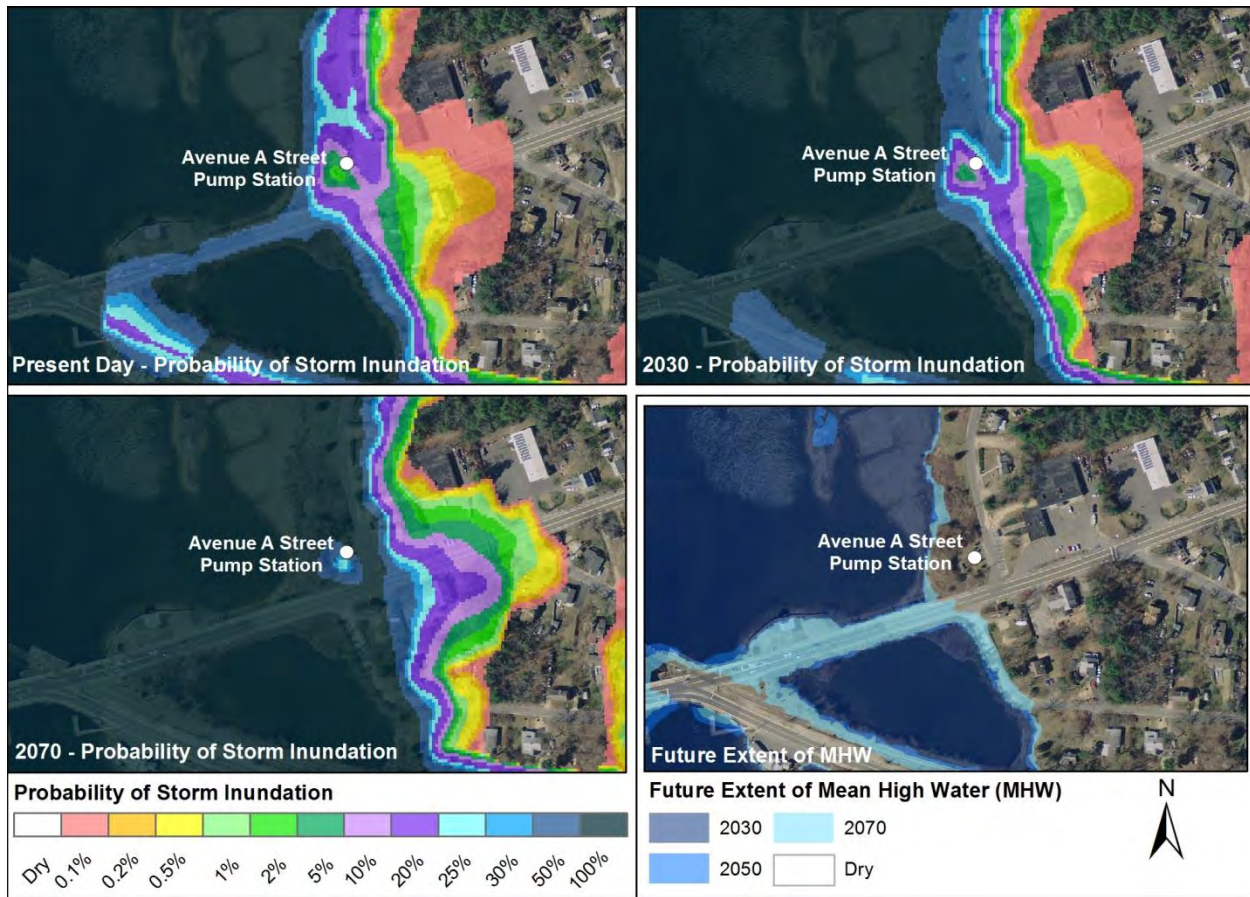 Avenue A Street
Pump Station
Present Day - Probability of Storm Inundation
Avenue A Street
Pump Station
2030 - Probability of Storm Inundation
Avenue A Street
Pump Station
2070 - Probability of Storm Inundation
Avenue A Street
Pump Station
Future Extent of MHW
Probability of Storm Inundation
Dry 0.1% 0.2% 0.5% 1% 2% 5% 10% 20% 25% 30% 50% 100%
Future Extent of Mean High Water (MHW)
2030 2070
2050 Dry
N